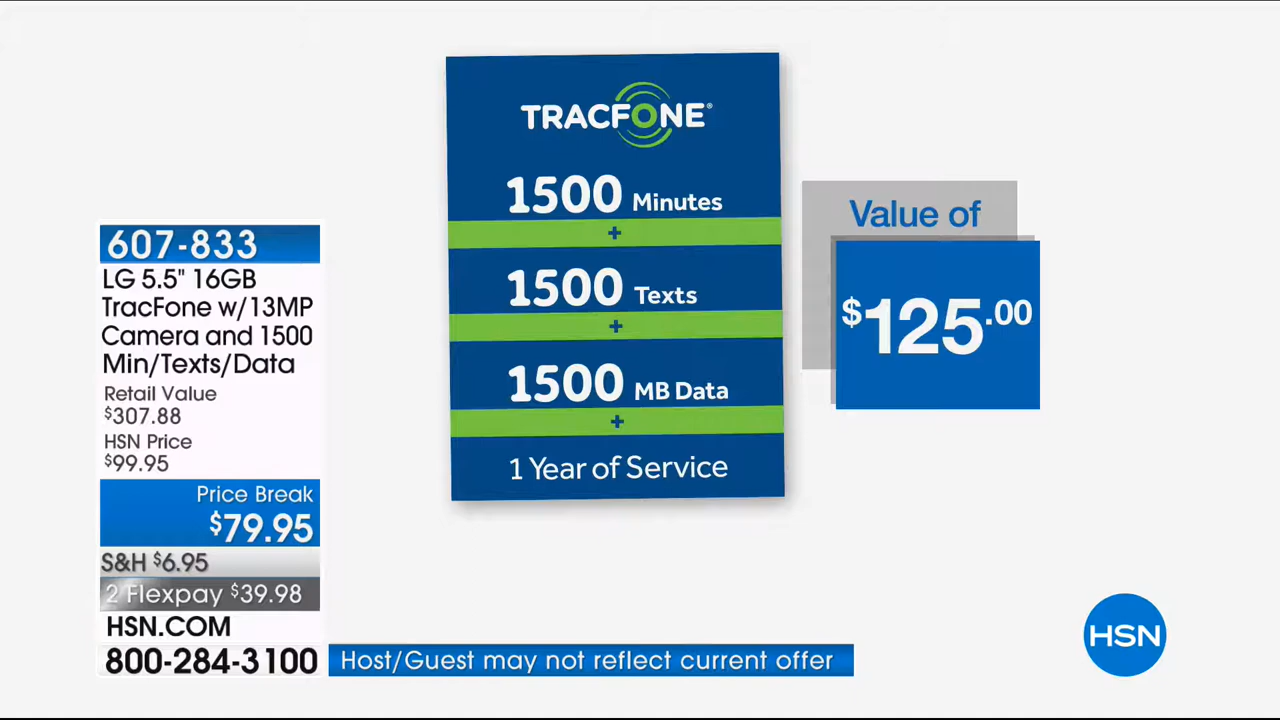 TRACFONE®
1500 Minutes
+
1500 Texts
+
1500 MB Data
+
1 Year of Service
Value of
$125.00
607-833
LG 5.5" 16GB
TracFone w/13MP
Camera and 1500
Min/Texts/Data
Retail Value
$307.88
HSN Price
$99.95
Price Break
$79.95
S&H $6.95
2 Flexpay $39.98
HSN.COM
800-284-3100
Host/Guest may not reflect current offer
HSN